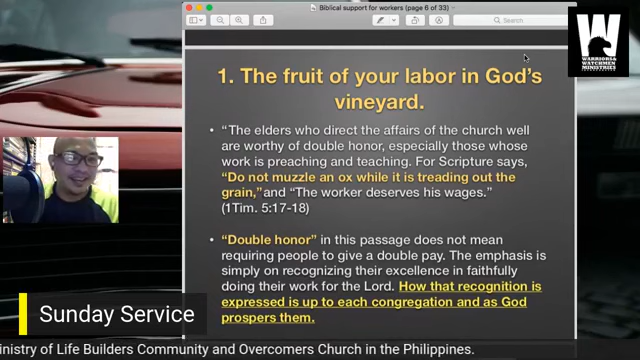 Biblical support for workers (page 6 of 33)
Search
WARRIORS &
WATCHMEN
MINISTRIES
1. The fruit of your labor in God's
vineyard.
• "The elders who direct the affairs of the church well
are worthy of double honor, especially those whose
work is preaching and teaching. For Scripture says,
"Do not muzzle an ox while it is treading out the
grain," and "The worker deserves his wages."
(1Tim. 5:17-18)
• "Double honor" in this passage does not mean
requiring people to give a double pay. The emphasis is
simply on recognizing their excellence in faithfully
doing their work for the Lord. How that recognition is
expressed is up to each congregation and as God
prospers them.
Sunday Service
inistry of Life Builders Community and Overcomers Church in the Philippines.